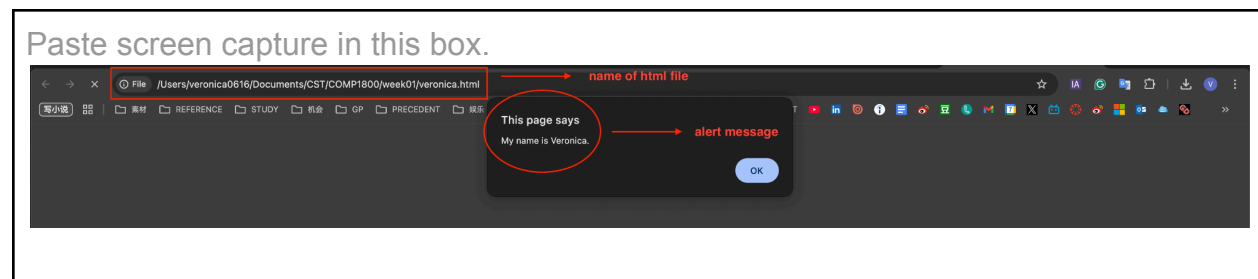 Paste screen capture in this box.
File /Users/veronica0616/Documents/CST/COMP1800/week01/veronica.html
name of html file
写小说 素材 REFERENCE STUDY 机会 GP PRECEDENT 娱乐
This page says
My name is Veronica.
alert message
OK